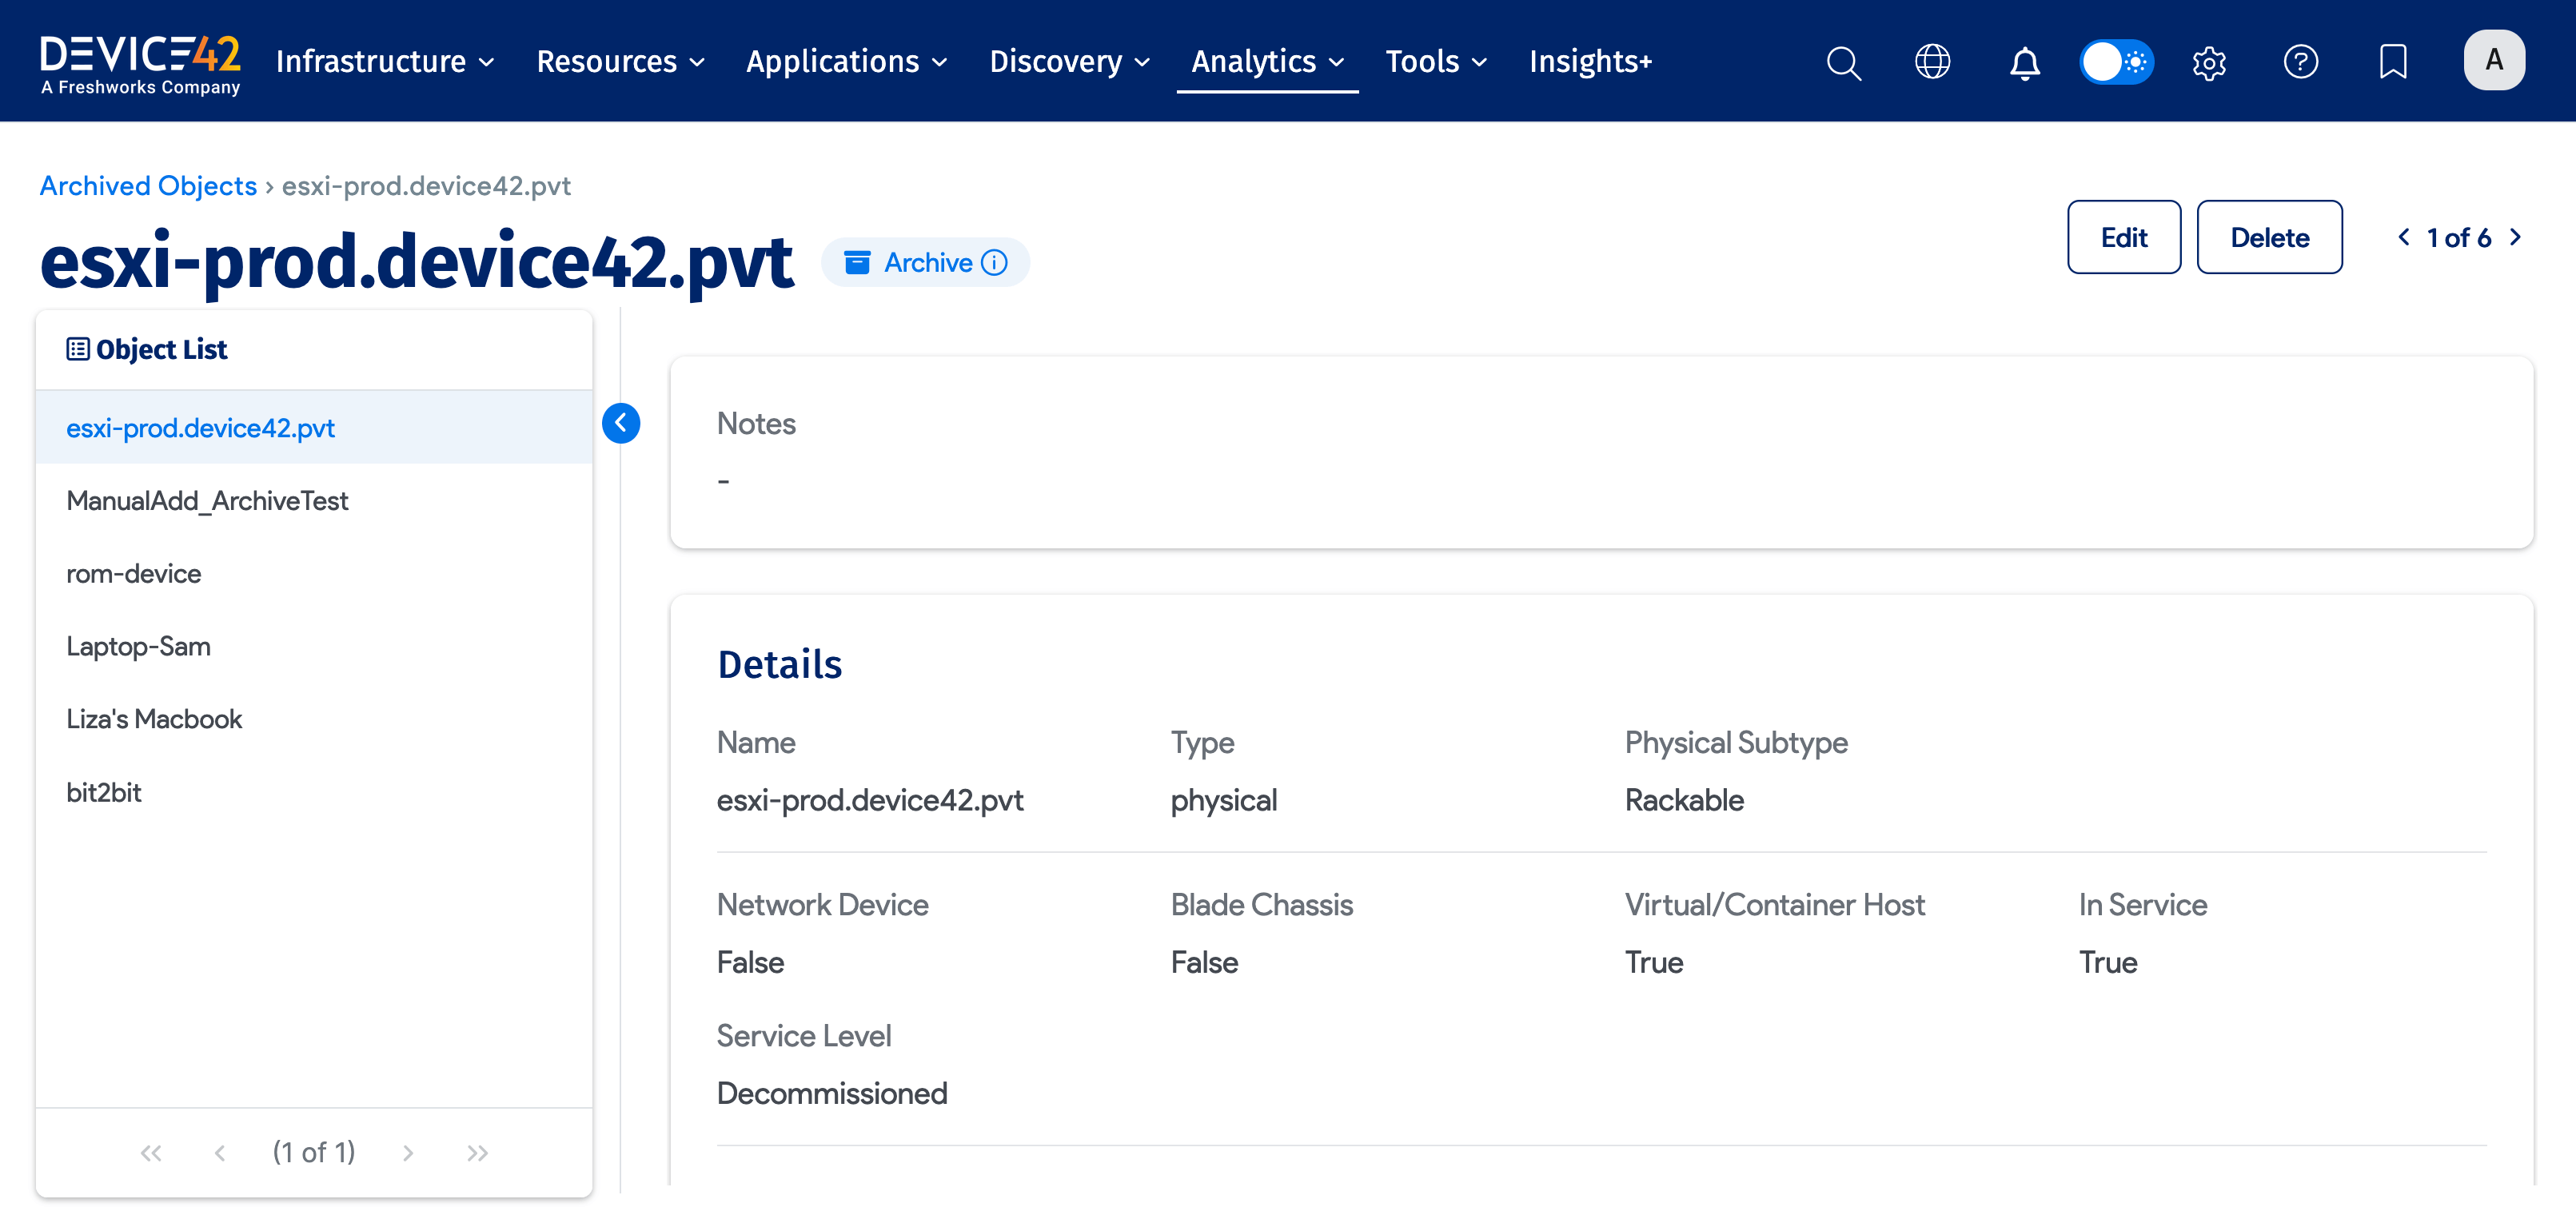 DEVICE42
A Freshworks Company
Infrastructure
Resources
Applications
Discovery
Analytics
Tools
Insights+
A
Archived Objects › esxi-prod.device42.pvt
esxi-prod.device42.pvt
Archive
Edit
Delete
1 of 6
Object List
esxi-prod.device42.pvt
ManualAdd_ArchiveTest
rom-device
Laptop-Sam
Liza's Macbook
bit2bit
(1 of 1)
Notes
-
Details
Name Type Physical Subtype
esxi-prod.device42.pvt physical Rackable
Network Device Blade Chassis Virtual/Container Host In Service
False False True True
Service Level
Decommissioned